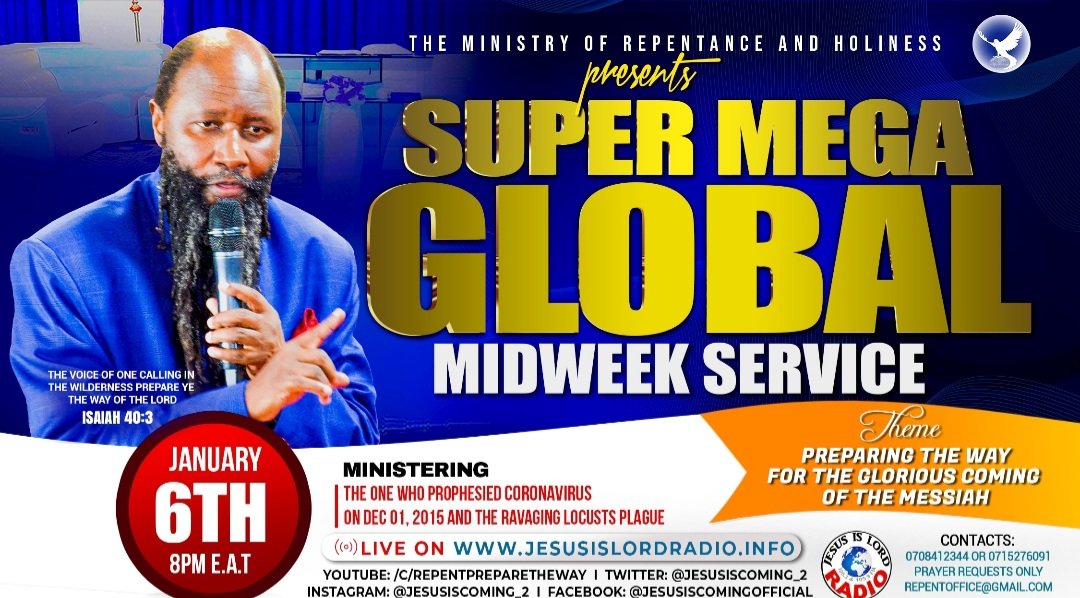 THE MINISTRY OF REPENTANCE AND HOLINESS
presents
SUPER MEGA
GLOBAL
MIDWEEK SERVICE
THE VOICE OF ONE CALLING IN
THE WILDERNESS PREPARE YE
THE WAY OF THE LORD
ISAIAH 40:3
JANUARY
6TH
8PM E.A.T
MINISTERING
THE ONE WHO PROPHESIED CORONAVIRUS
ON DEC 01, 2015 AND THE RAVAGING LOCUSTS PLAGUE
Theme
PREPARING THE WAY
FOR THE GLORIOUS COMING
OF THE MESSIAH
LIVE ON WWW.JESUSISLORDRADIO.INFO
YOUTUBE: /C/REPENTPREPARETHEWAY I TWITTER: @JESUSISCOMING_2
INSTAGRAM: @JESUSISCOMING_2 I FACEBOOK: @JESUSISCOMINGOFFICIAL
JESUS IS LORD
RADIO
CONTACTS:
0708412344 OR 0715276091
PRAYER REQUESTS ONLY
REPENTOFFICE@GMAIL.COM